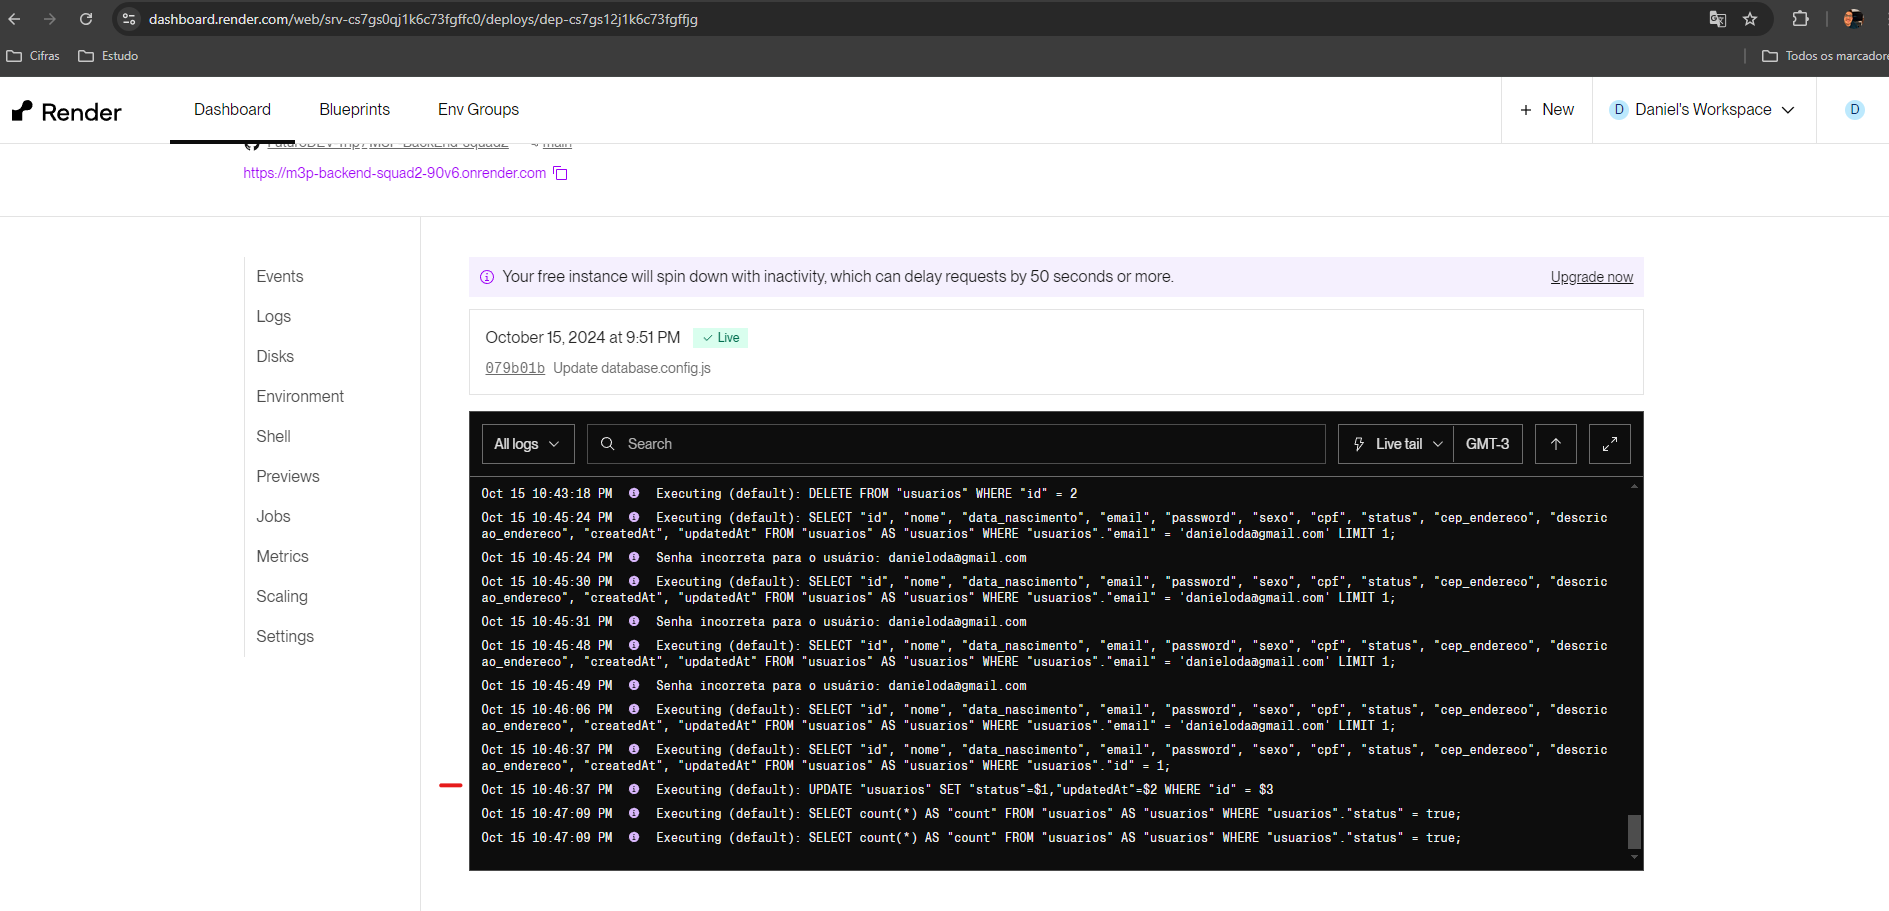 dashboard.render.com/web/srv-cs7gs0qj1k6c73fgffc0/deploys/dep-cs7gs12j1k6c73fgffjg
Cifras
Estudo
Todos os marcadore
Render
Dashboard
Blueprints
Env Groups
+ New
D Daniel's Workspace
D
main
https://m3p-backend-squad2-90v6.onrender.com
Events
Logs
Disks
Environment
Shell
Previews
Jobs
Metrics
Scaling
Settings
Your free instance will spin down with inactivity, which can delay requests by 50 seconds or more.
Upgrade now
October 15, 2024 at 9:51 PM
Live
079b01b Update database.config.js
All logs
Search
Live tail
GMT-3
Oct 15 10:43:18 PM Executing (default): DELETE FROM "usuarios" WHERE "id" = 2
Oct 15 10:45:24 PM Executing (default): SELECT "id", "nome", "data_nascimento", "email", "password", "sexo", "cpf", "status", "cep_endereco", "descric
ao_endereco", "createdAt", "updatedAt" FROM "usuarios" AS "usuarios" WHERE "usuarios"."email" = 'danieloda@gmail.com' LIMIT 1;
Oct 15 10:45:24 PM Senha incorreta para o usuário: danieloda@gmail.com
Oct 15 10:45:30 PM Executing (default): SELECT "id", "nome", "data_nascimento", "email", "password", "sexo", "cpf", "status", "cep_endereco", "descric
ao_endereco", "createdAt", "updatedAt" FROM "usuarios" AS "usuarios" WHERE "usuarios"."email" = 'danieloda@gmail.com' LIMIT 1;
Oct 15 10:45:31 PM Senha incorreta para o usuário: danieloda@gmail.com
Oct 15 10:45:48 PM Executing (default): SELECT "id", "nome", "data_nascimento", "email", "password", "sexo", "cpf", "status", "cep_endereco", "descric
ao_endereco", "createdAt", "updatedAt" FROM "usuarios" AS "usuarios" WHERE "usuarios"."email" = 'danieloda@gmail.com' LIMIT 1;
Oct 15 10:45:49 PM Senha incorreta para o usuário: danieloda@gmail.com
Oct 15 10:46:06 PM Executing (default): SELECT "id", "nome", "data_nascimento", "email", "password", "sexo", "cpf", "status", "cep_endereco", "descric
ao_endereco", "createdAt", "updatedAt" FROM "usuarios" AS "usuarios" WHERE "usuarios"."email" = 'danieloda@gmail.com' LIMIT 1;
Oct 15 10:46:37 PM Executing (default): SELECT "id", "nome", "data_nascimento", "email", "password", "sexo", "cpf", "status", "cep_endereco", "descric
ao_endereco", "createdAt", "updatedAt" FROM "usuarios" AS "usuarios" WHERE "usuarios"."id" = 1;
Oct 15 10:46:37 PM Executing (default): UPDATE "usuarios" SET "status"=$1,"updatedAt"=$2 WHERE "id" = $3
Oct 15 10:47:09 PM Executing (default): SELECT count(*) AS "count" FROM "usuarios" AS "usuarios" WHERE "usuarios"."status" = true;
Oct 15 10:47:09 PM Executing (default): SELECT count(*) AS "count" FROM "usuarios" AS "usuarios" WHERE "usuarios"."status" = true;